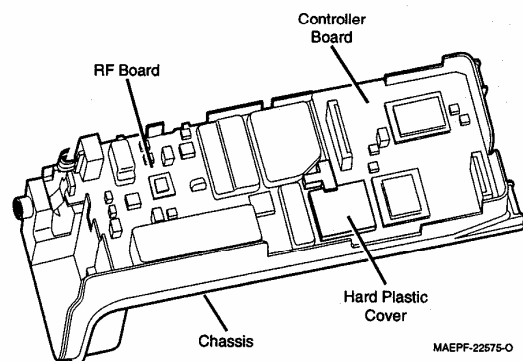 Controller
Board
RF Board
Hard Plastic
Cover
Chassis
MAEPF-22575-O